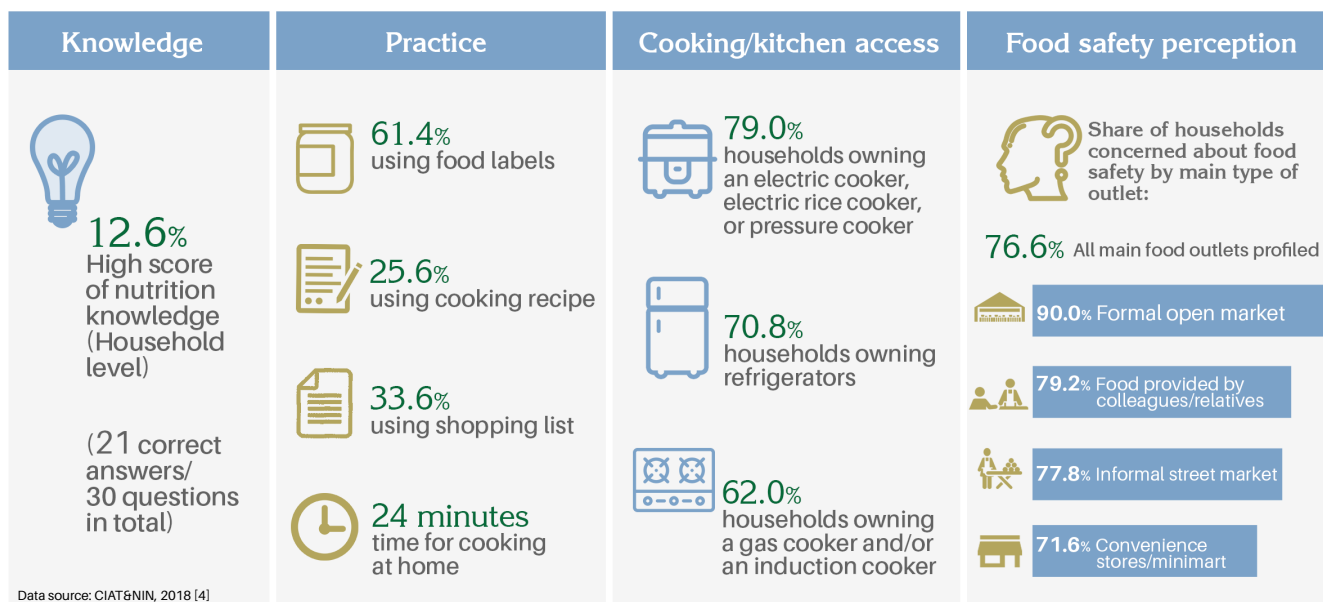 Knowledge
12.6%
High score
of nutrition
knowledge
(Household
level)
(21 correct
answers/
30 questions
in total)
Practice
61.4%
using food labels
25.6%
using cooking recipe
33.6%
using shopping list
24 minutes
time for cooking
at home
Cooking/kitchen access
79.0%
households owning
an electric cooker,
electric rice cooker,
or pressure cooker
70.8%
households owning
refrigerators
62.0%
households owning
a gas cooker and/or
an induction cooker
Food safety perception
Share of households
concerned about food
safety by main type of
outlet:
76.6% All main food outlets profiled
90.0% Formal open market
79.2% Food provided by
colleagues/relatives
77.8% Informal street market
71.6% Convenience
stores/minimart
Data source: CIAT&NIN, 2018 [4]